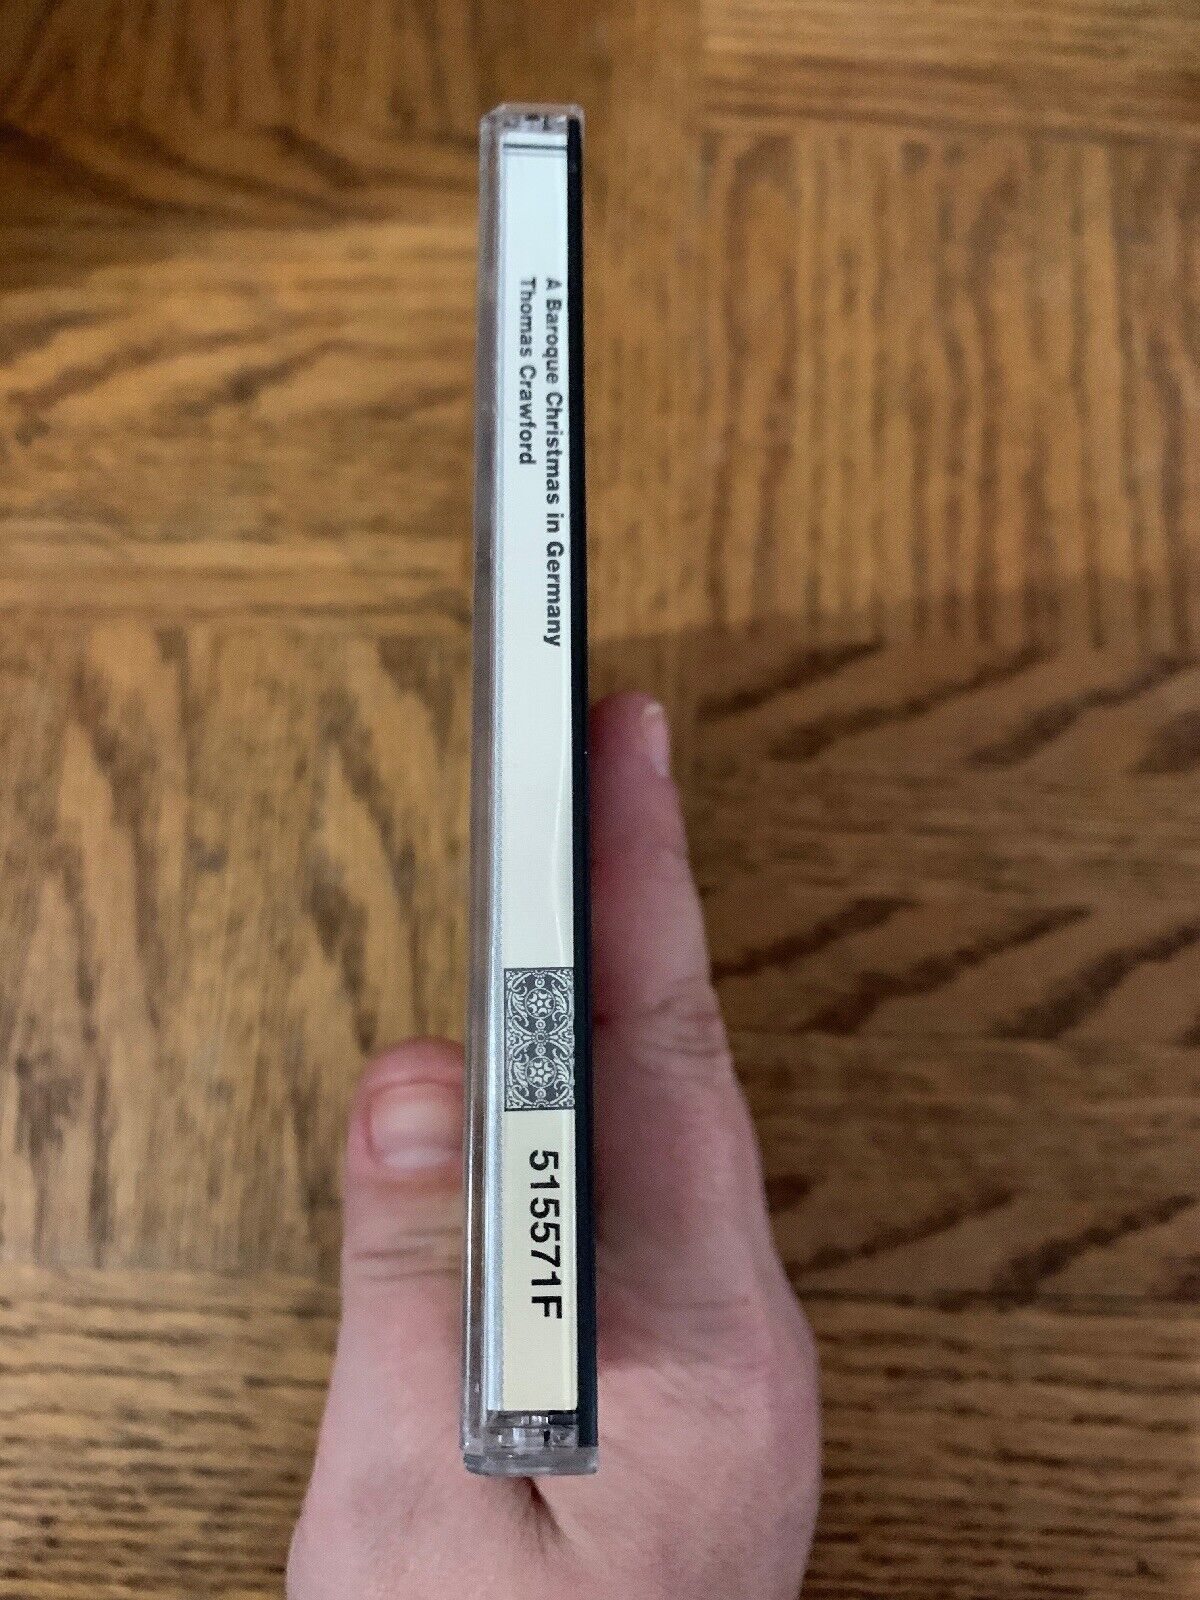 A Baroque Christmas in Germany
Thomas Crawford
515571F